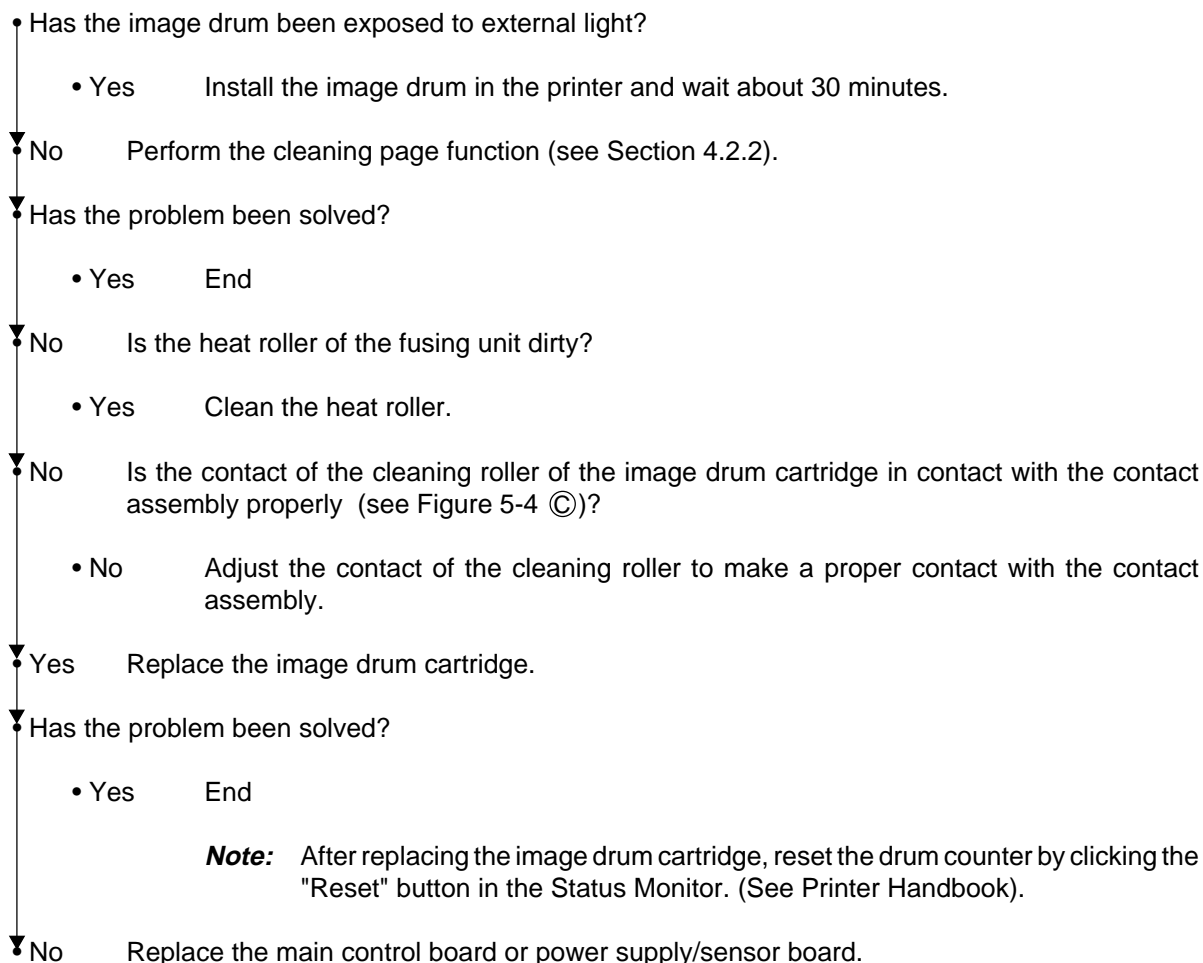 • Has the image drum been exposed to external light?
• Yes Install the image drum in the printer and wait about 30 minutes.
• No Perform the cleaning page function (see Section 4.2.2).
• Has the problem been solved?
• Yes End
• No Is the heat roller of the fusing unit dirty?
• Yes Clean the heat roller.
• No Is the contact of the cleaning roller of the image drum cartridge in contact with the contact
assembly properly (see Figure 5-4 Ⓒ)?
• No Adjust the contact of the cleaning roller to make a proper contact with the contact
assembly.
• Yes Replace the image drum cartridge.
• Has the problem been solved?
• Yes End
Note: After replacing the image drum cartridge, reset the drum counter by clicking the
"Reset" button in the Status Monitor. (See Printer Handbook).
• No Replace the main control board or power supply/sensor board.